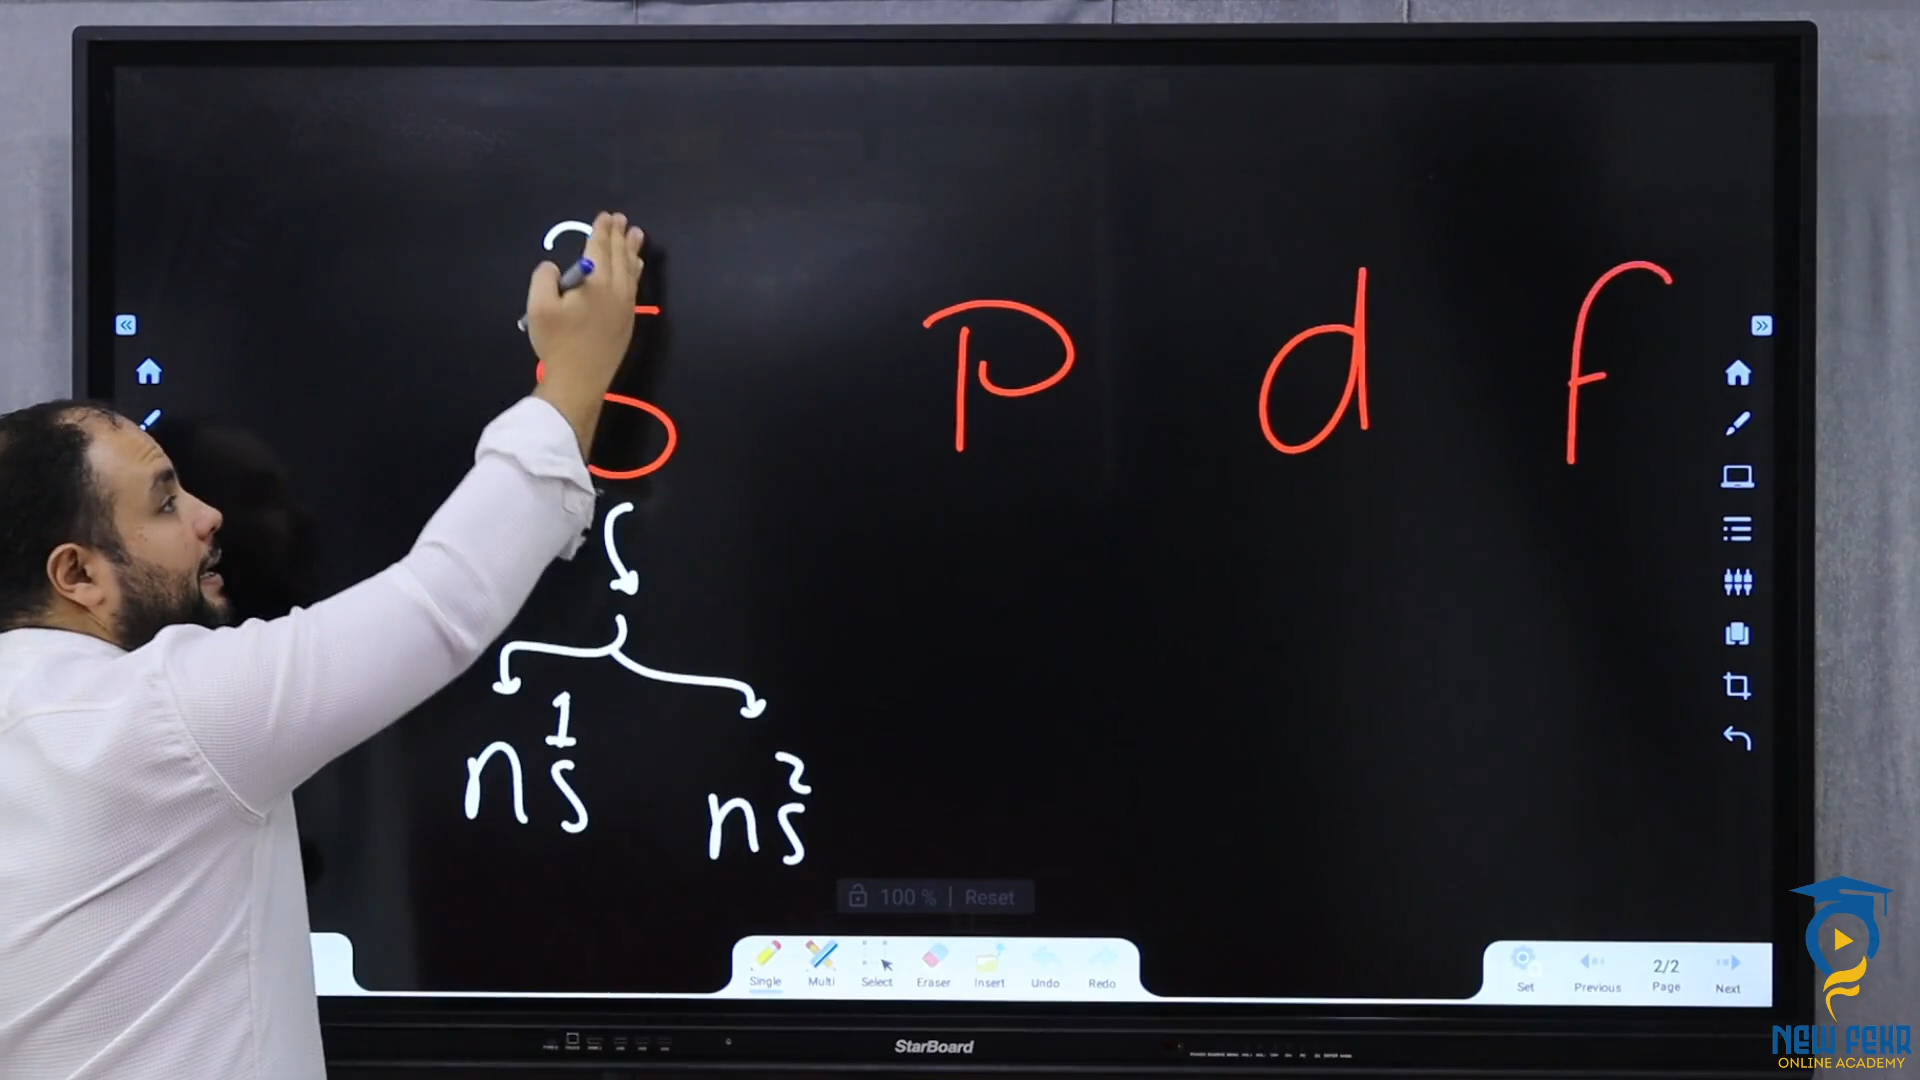 S P d f
ns¹
ns²
100 % | Reset
Single Multi Select Eraser Insert Undo Redo
Set Previous 2/2 Page Next
StarBoard
NEW FEKR
ONLINE ACADEMY